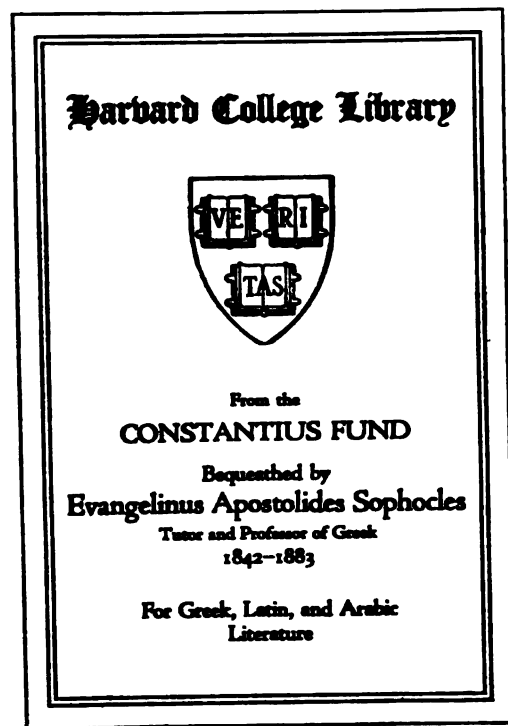 Harvard College Library
VE RI
TAS
From the
CONSTANTIUS FUND
Bequeathed by
Evangelinus Apostolides Sophocles
Tutor and Professor of Greek
1842–1883
For Greek, Latin, and Arabic
Literature